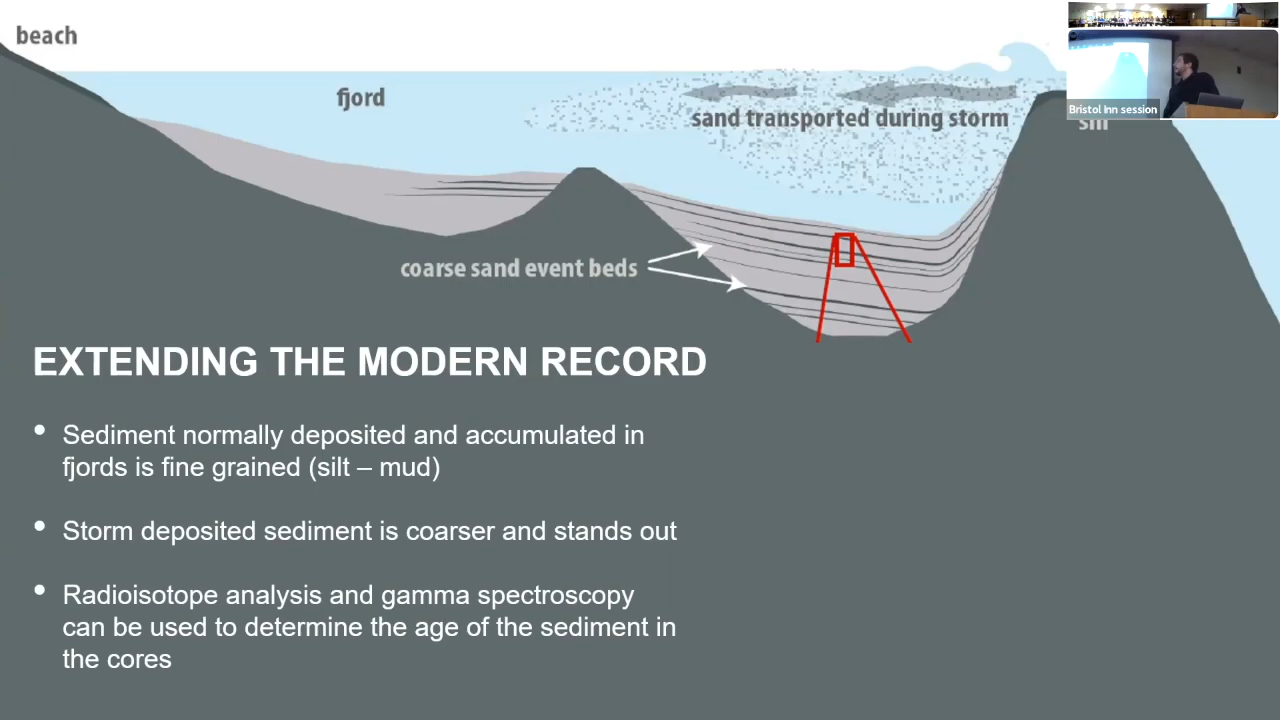 beach
fjord
sand transported during storm
sill
Bristol Inn session
coarse sand event beds
EXTENDING THE MODERN RECORD
• Sediment normally deposited and accumulated in
fjords is fine grained (silt – mud)
• Storm deposited sediment is coarser and stands out
• Radioisotope analysis and gamma spectroscopy
can be used to determine the age of the sediment in
the cores